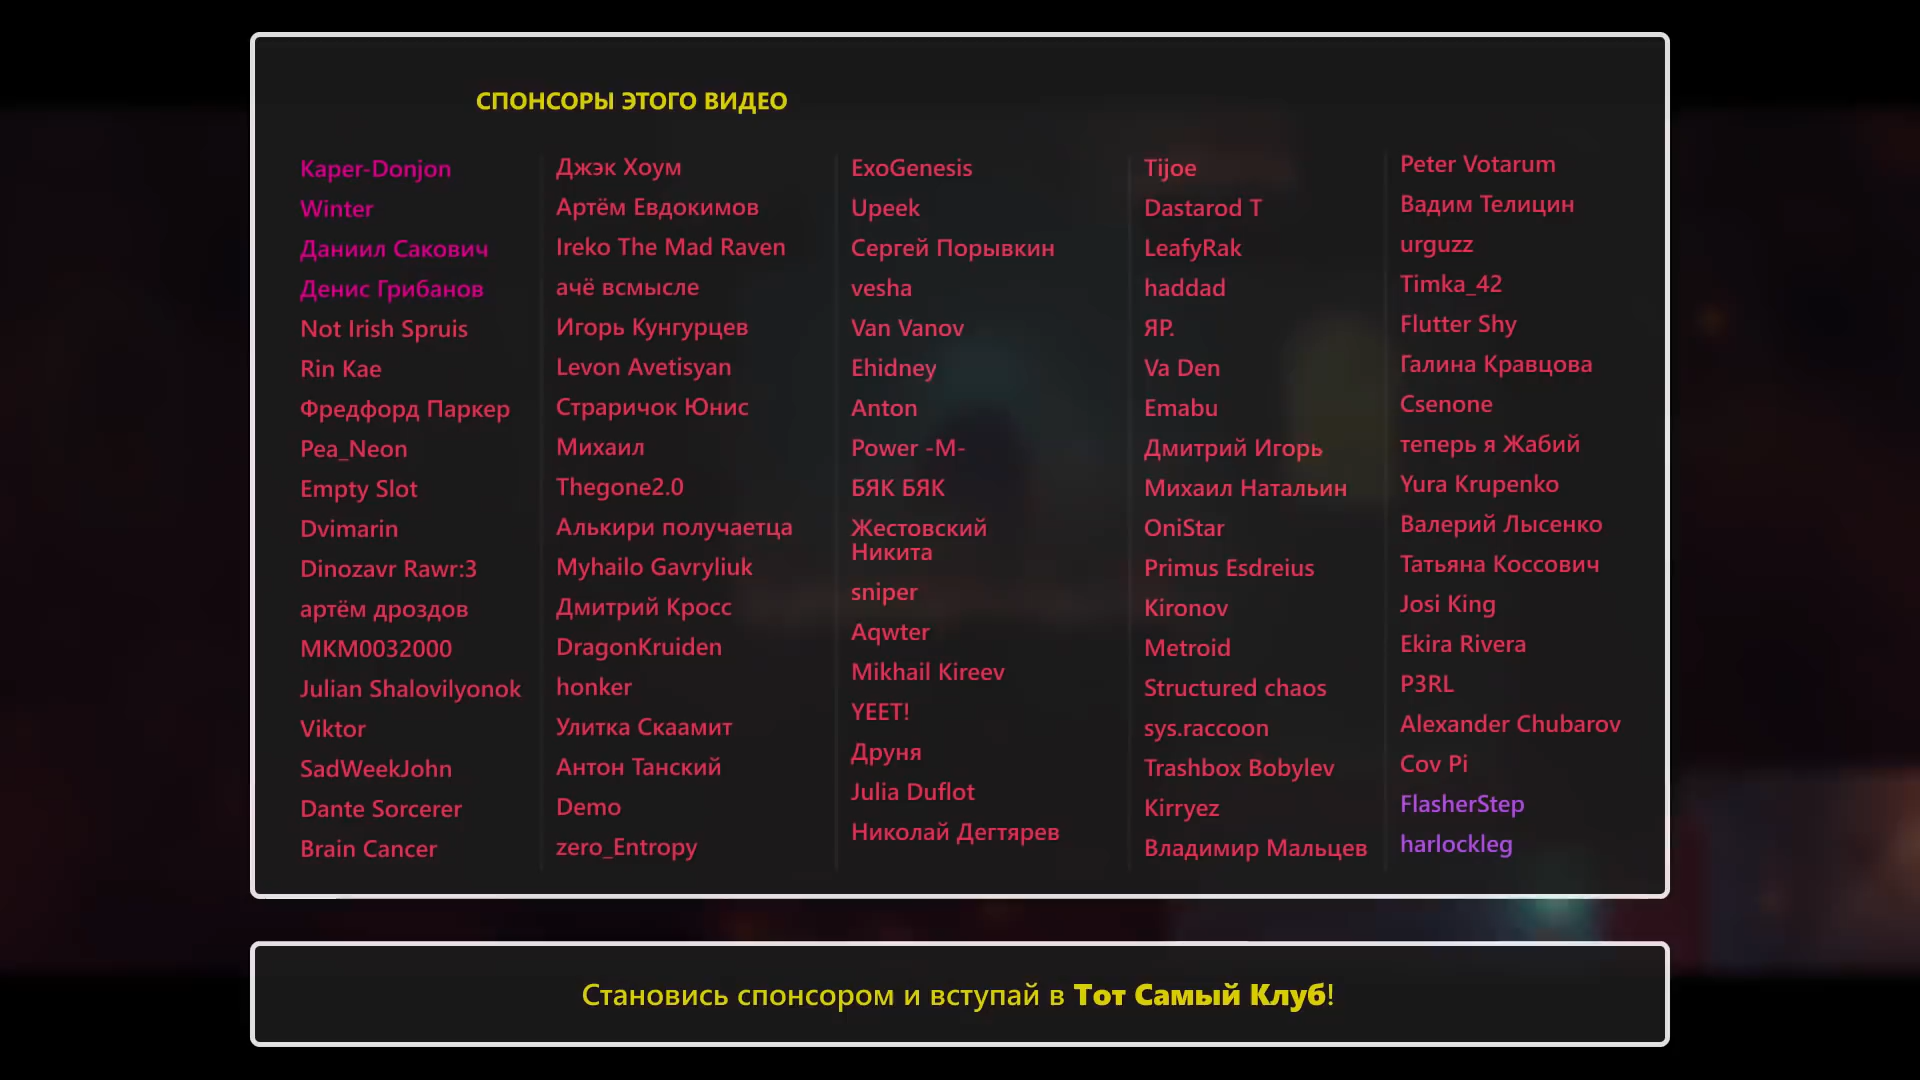 СПОНСОРЫ ЭТОГО ВИДЕО
Kaper-Donjon
Winter
Даниил Сакович
Денис Грибанов
Not Irish Spruis
Rin Kae
Фредфорд Паркер
Pea_Neon
Empty Slot
Dvimarin
Dinozavr Rawr:3
артём дроздов
MKM0032000
Julian Shalovilyonok
Viktor
SadWeekJohn
Dante Sorcerer
Brain Cancer
Джэк Хоум
Артём Евдокимов
Ireko The Mad Raven
ачё всмысле
Игорь Кунгурцев
Levon Avetisyan
Страричок Юнис
Михаил
Thegone2.0
Алькири получаетца
Myhailo Gavryliuk
Дмитрий Кросс
DragonKruiden
honker
Улитка Скаамит
Антон Танский
Demo
zero_Entropy
ExoGenesis
Upeek
Сергей Порывкин
vesha
Van Vanov
Ehidney
Anton
Power -M-
БЯК БЯК
Жестовский
Никита
sniper
Aqwter
Mikhail Kireev
YEET!
Друня
Julia Duflot
Николай Дегтярев
Tijoe
Dastarod T
LeafyRak
haddad
ЯР.
Va Den
Emabu
Дмитрий Игорь
Михаил Натальин
OniStar
Primus Esdreius
Kironov
Metroid
Structured chaos
sys.raccoon
Trashbox Bobylev
Kirryez
Владимир Мальцев
Peter Votarum
Вадим Телицин
urguzz
Timka_42
Flutter Shy
Галина Кравцова
Csenone
теперь я Жабий
Yura Krupenko
Валерий Лысенко
Татьяна Коссович
Josi King
Ekira Rivera
P3RL
Alexander Chubarov
Cov Pi
FlasherStep
harlockleg
Становись спонсором и вступай в Тот Самый Клуб!